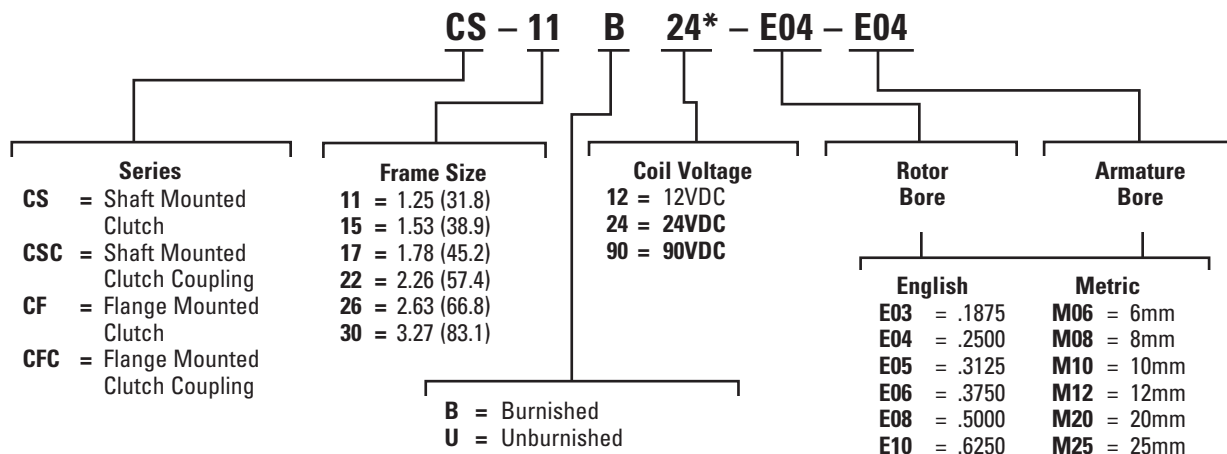 CS – 11 B 24* – E04 – E04
Series
CS = Shaft Mounted
Clutch
CSC = Shaft Mounted
Clutch Coupling
CF = Flange Mounted
Clutch
CFC = Flange Mounted
Clutch Coupling
Frame Size
11 = 1.25 (31.8)
15 = 1.53 (38.9)
17 = 1.78 (45.2)
22 = 2.26 (57.4)
26 = 2.63 (66.8)
30 = 3.27 (83.1)
B = Burnished
U = Unburnished
Coil Voltage
12 = 12VDC
24 = 24VDC
90 = 90VDC
Rotor
Bore
Armature
Bore
English
E03 = .1875
E04 = .2500
E05 = .3125
E06 = .3750
E08 = .5000
E10 = .6250
Metric
M06 = 6mm
M08 = 8mm
M10 = 10mm
M12 = 12mm
M20 = 20mm
M25 = 25mm